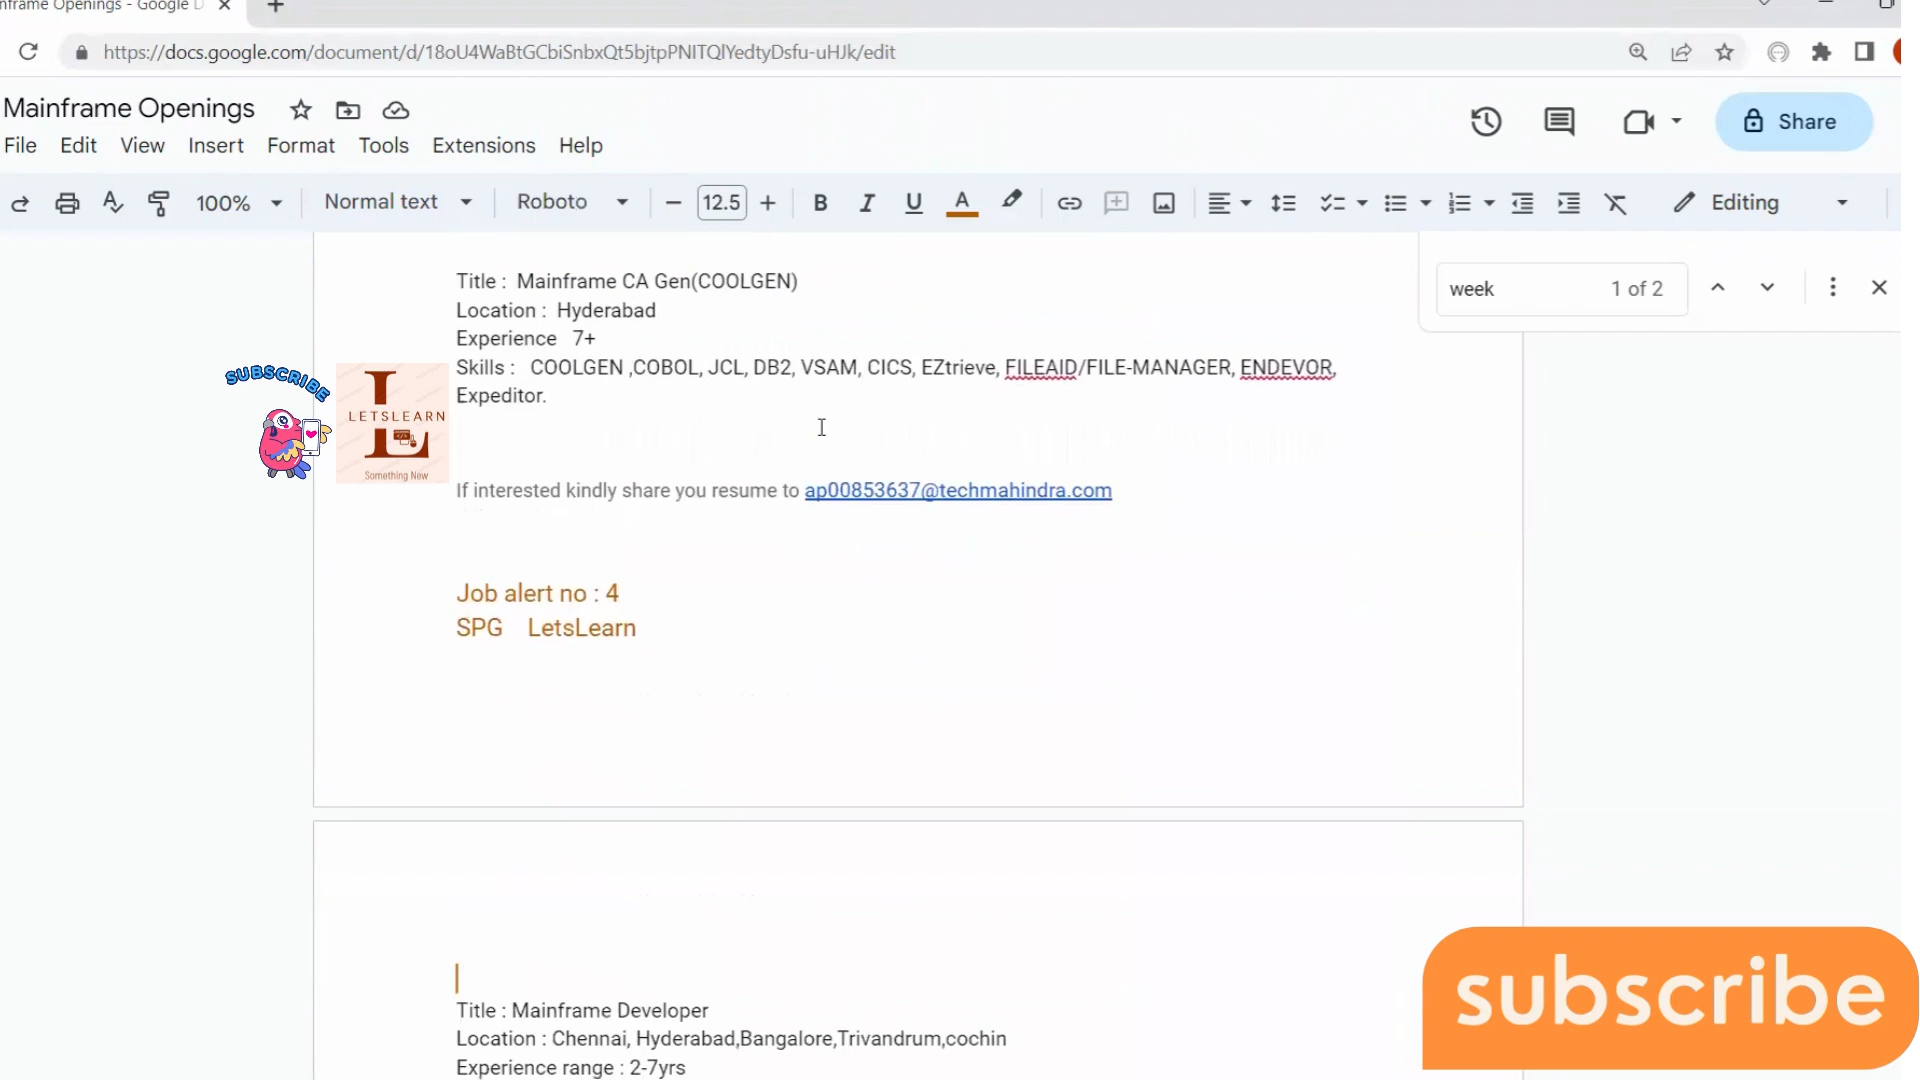 nframe Openings - Google D
https://docs.google.com/document/d/18oU4WaBtGCbiSnbxQt5bjtpPNITQlYedtyDsfu-uHJk/edit
Mainframe Openings
File Edit View Insert Format Tools Extensions Help
Share
100% Normal text Roboto 12.5 B I U A Editing
week 1 of 2
Title : Mainframe CA Gen(COOLGEN)
Location : Hyderabad
Experience 7+
Skills : COOLGEN ,COBOL, JCL, DB2, VSAM, CICS, EZtrieve, FILEAID/FILE-MANAGER, ENDEVOR,
Expeditor.
SUBSCRIBE
LETSLEARN
L
Something New
If interested kindly share you resume to ap00853637@techmahindra.com
Job alert no : 4
SPG LetsLearn
Title : Mainframe Developer
Location : Chennai, Hyderabad,Bangalore,Trivandrum,cochin
Experience range : 2-7yrs
subscribe